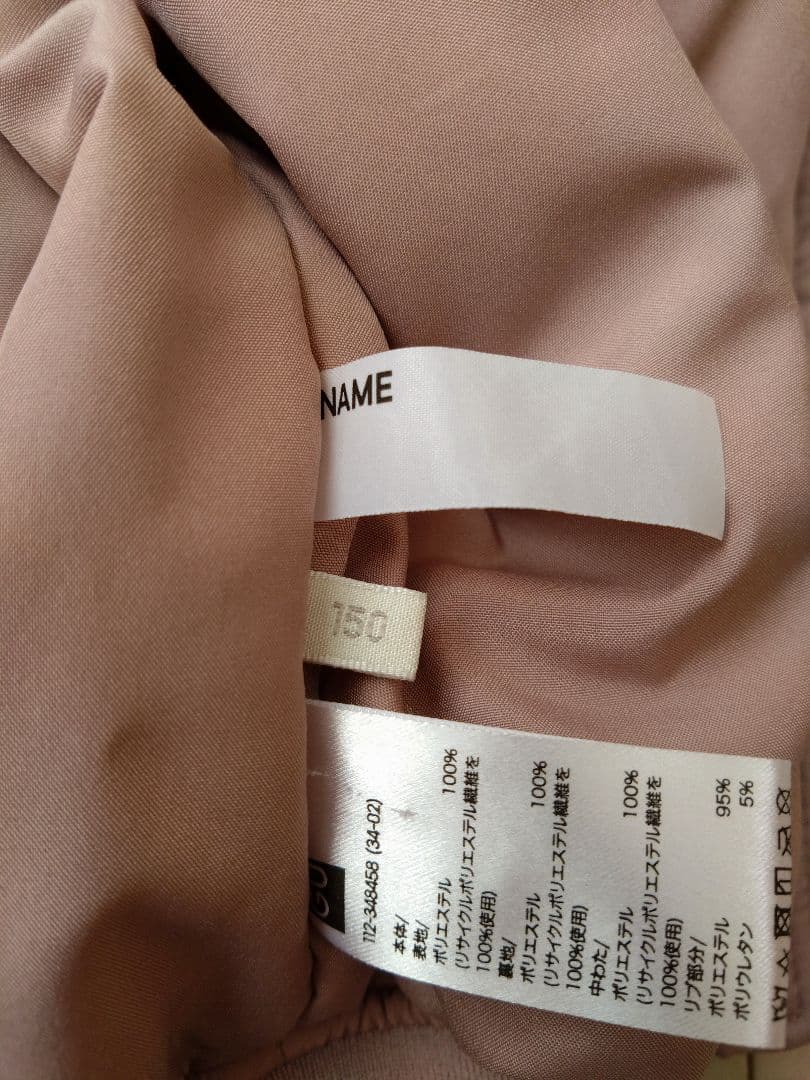 NAME
150
GU
112-348458 (34-02)
本体/
表地/
ポリエステル 100%
(リサイクルポリエステル繊維を
100%使用)
裏地/
ポリエステル 100%
(リサイクルポリエステル繊維を
100%使用)
中わた/
ポリエステル 100%
(リサイクルポリエステル繊維を
100%使用)
リブ部分/
ポリエステル 95%
ポリウレタン 5%